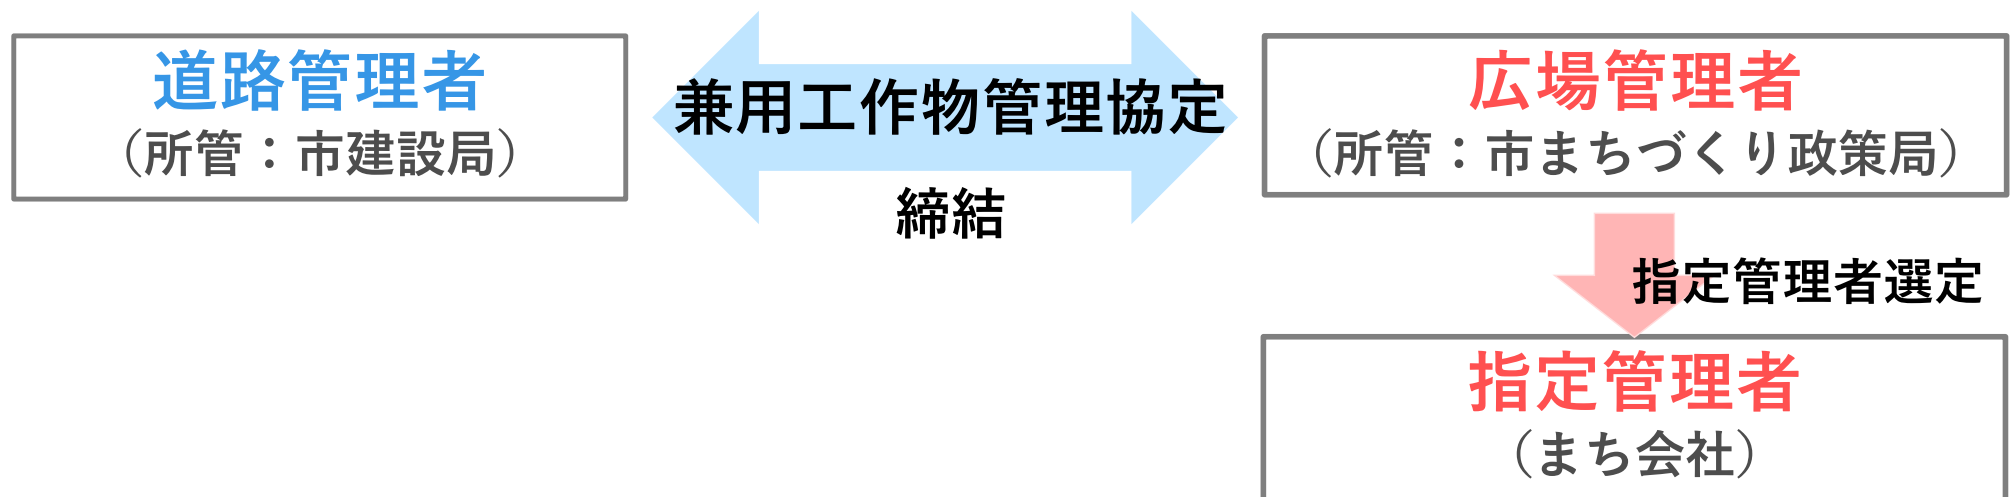 道路管理者
（所管：市建設局）
兼用工作物管理協定
締結
広場管理者
（所管：市まちづくり政策局）
指定管理者選定
指定管理者
（まち会社）